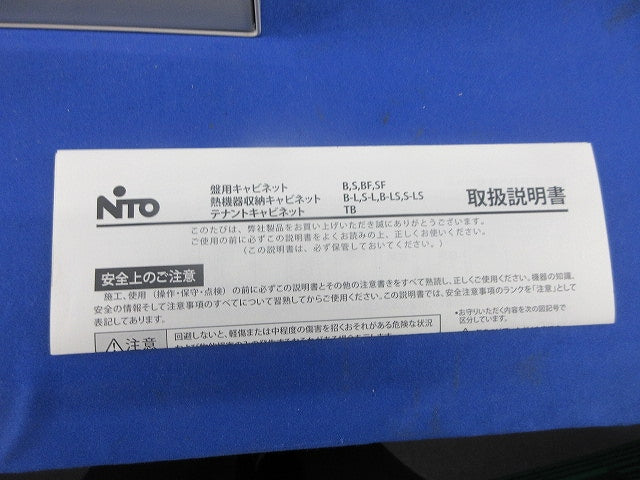 NITO
盤用キャビネット B,S,BF,SF
熱機器収納キャビネット B-L,S-L,B-LS,S-LS
テナントキャビネット TB
取扱説明書
このたびは、弊社製品をお買い上げいただき誠にありがとうございます。
ご使用の前に必ずこの説明書をよくお読みの上、正しくお使いください。
(この説明書は、必ず保管しておいてください。)
安全上のご注意
施工、使用(操作・保守・点検)の前に必ずこの説明書とその他の注意書きをすべて熟読し、正しくご使用ください。機器の知識、
安全の情報そして注意事項のすべてについて習熟してからご使用ください。この説明書では、安全注意事項のランクを「注意」として
表記してあります。
注意
回避しないと、軽傷または中程度の傷害を招くおそれがある危険な状況
•お守りいただく内容を次の図記号で
区分しています。